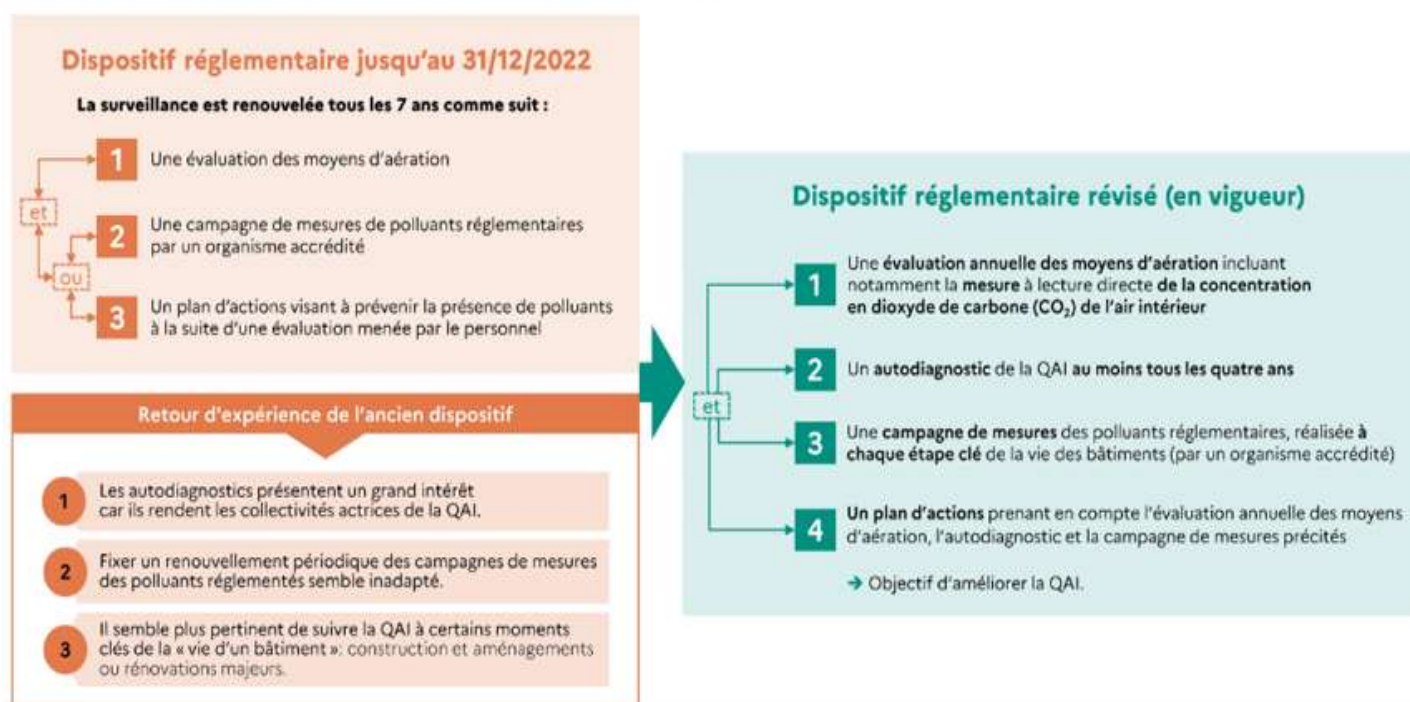 Dispositif réglementaire jusqu'au 31/12/2022
La surveillance est renouvelée tous les 7 ans comme suit :
1
Une évaluation des moyens d'aération
et
2
Une campagne de mesures de polluants réglementaires
par un organisme accrédité
ou
3
Un plan d'actions visant à prévenir la présence de polluants
à la suite d'une évaluation menée par le personnel
Retour d'expérience de l'ancien dispositif
1
Les autodiagnostics présentent un grand intérêt
car ils rendent les collectivités actrices de la QAI.
2
Fixer un renouvellement périodique des campagnes de mesures
des polluants réglementés semble inadapté.
3
Il semble plus pertinent de suivre la QAI à certains moments
clés de la « vie d'un bâtiment »: construction et aménagements
ou rénovations majeurs.
Dispositif réglementaire révisé (en vigueur)
1
Une évaluation annuelle des moyens d'aération incluant
notamment la mesure à lecture directe de la concentration
en dioxyde de carbone (CO₂) de l'air intérieur
2
Un autodiagnostic de la QAI au moins tous les quatre ans
et
3
Une campagne de mesures des polluants réglementaires, réalisée à
chaque étape clé de la vie des bâtiments (par un organisme accrédité)
4
Un plan d'actions prenant en compte l'évaluation annuelle des moyens
d'aération, l'autodiagnostic et la campagne de mesures précités
→ Objectif d'améliorer la QAI.